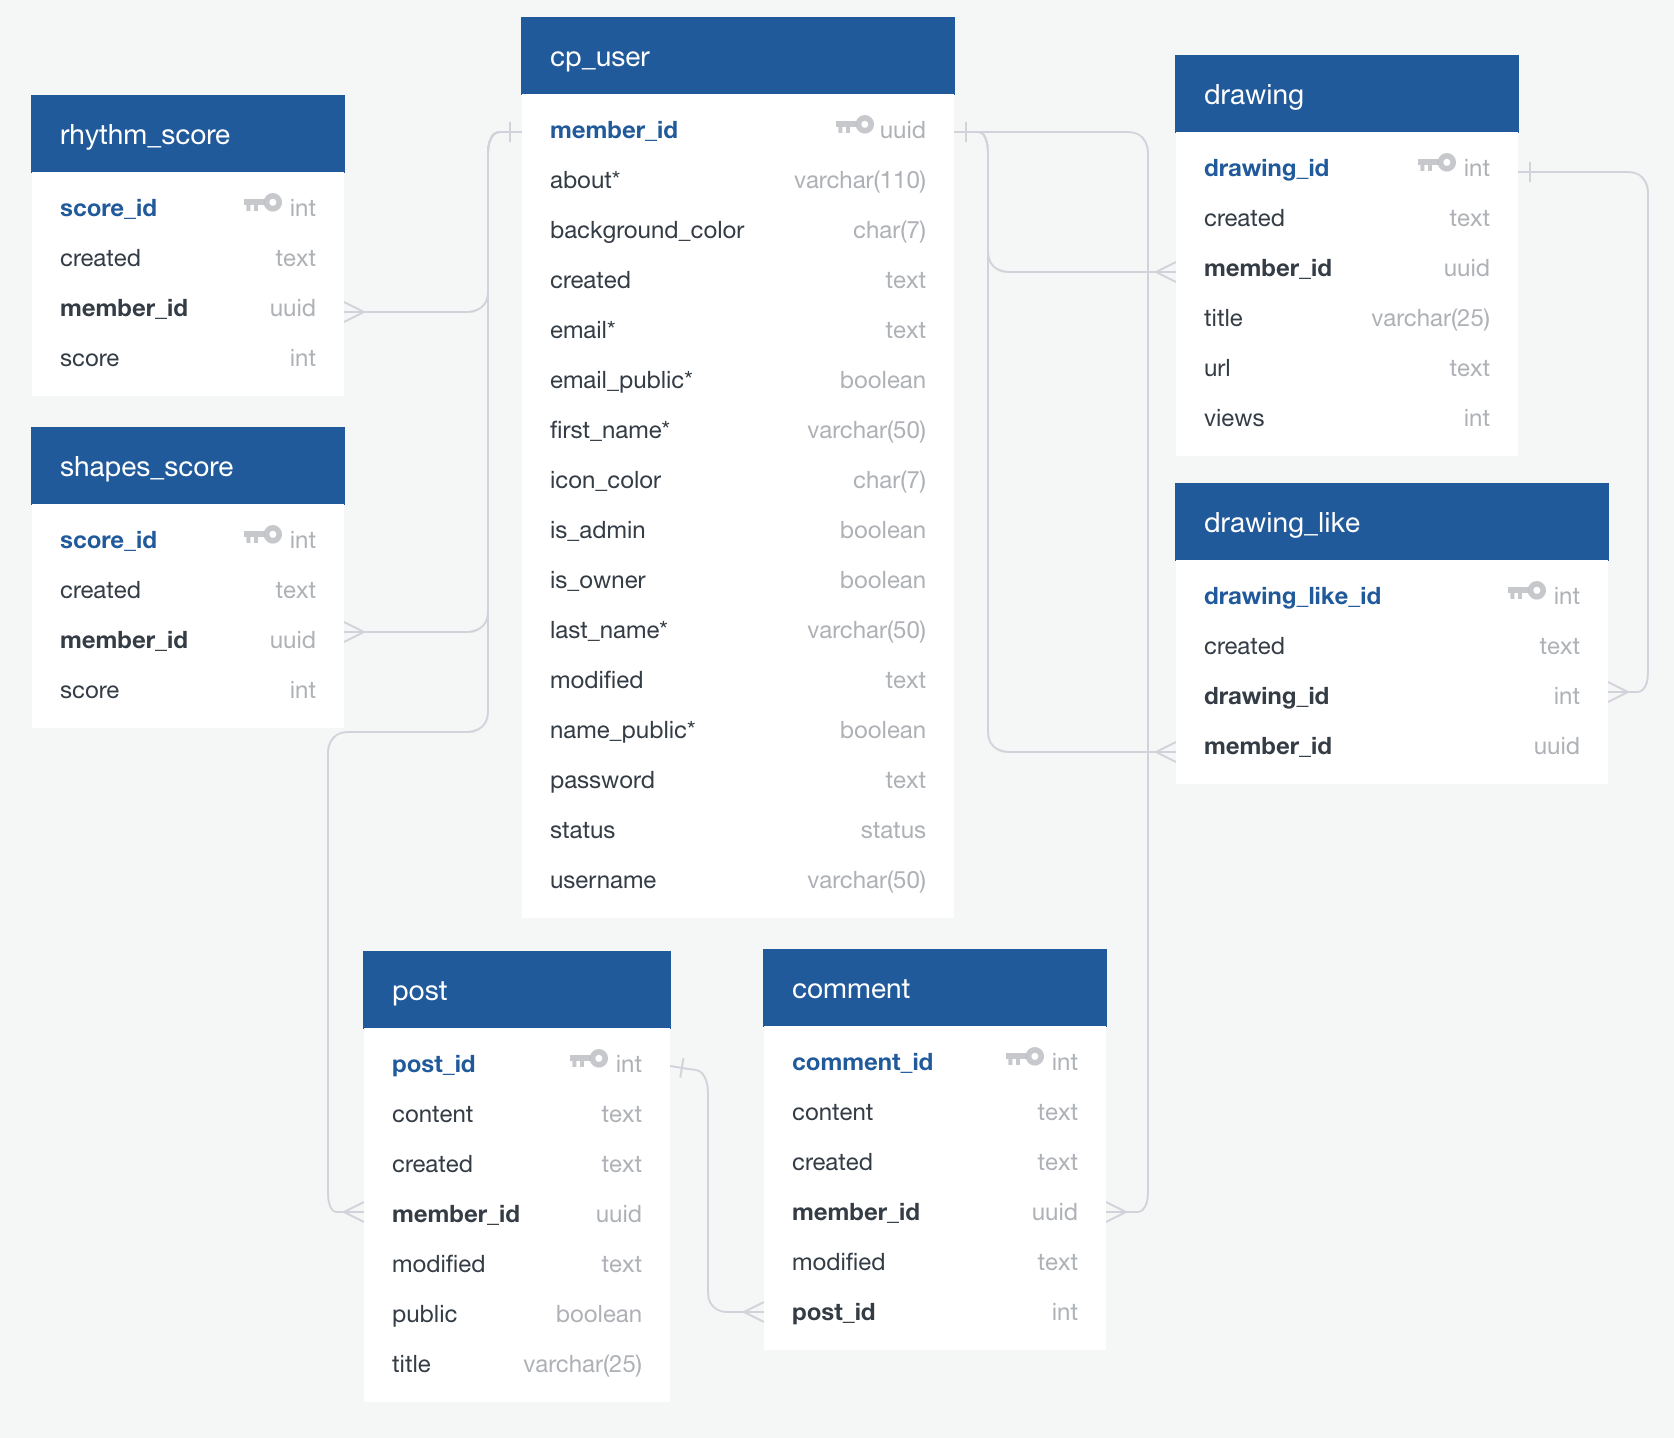 rhythm_score
score_id int
created text
member_id uuid
score int
shapes_score
score_id int
created text
member_id uuid
score int
cp_user
member_id uuid
about* varchar(110)
background_color char(7)
created text
email* text
email_public* boolean
first_name* varchar(50)
icon_color char(7)
is_admin boolean
is_owner boolean
last_name* varchar(50)
modified text
name_public* boolean
password text
status status
username varchar(50)
drawing
drawing_id int
created text
member_id uuid
title varchar(25)
url text
views int
drawing_like
drawing_like_id int
created text
drawing_id int
member_id uuid
post
post_id int
content text
created text
member_id uuid
modified text
public boolean
title varchar(25)
comment
comment_id int
content text
created text
member_id uuid
modified text
post_id int